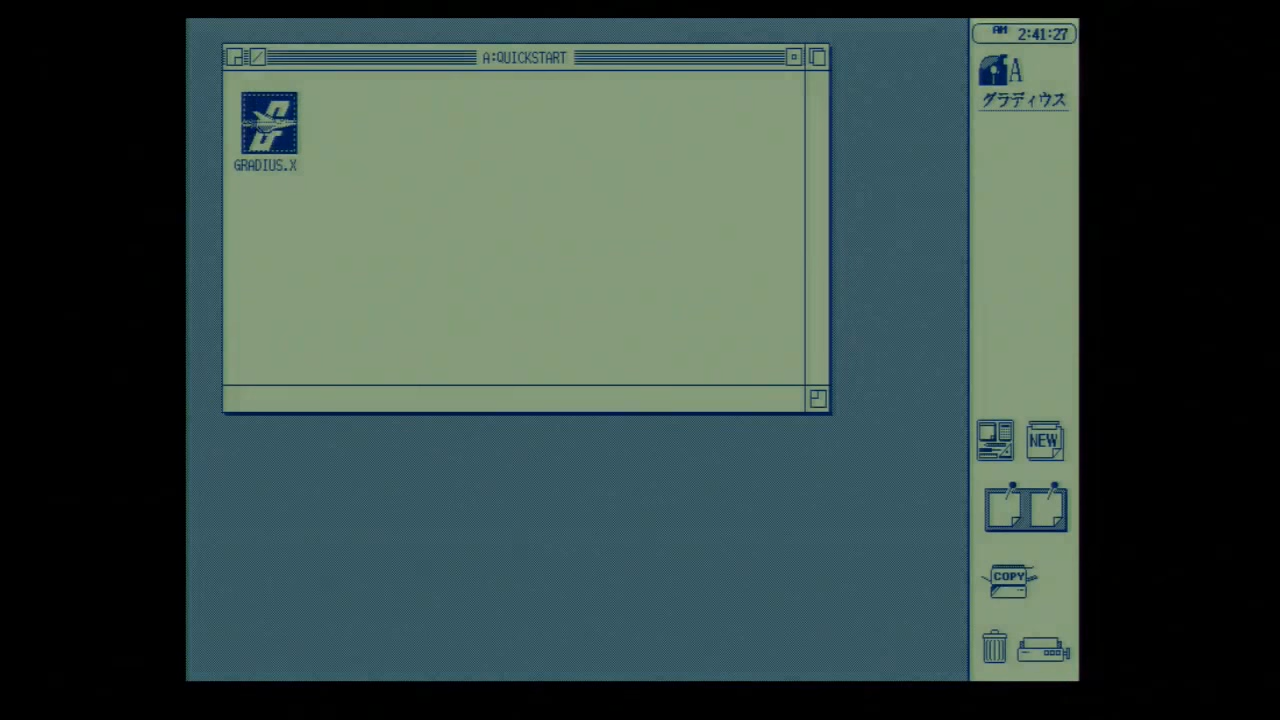 A:QUICKSTART
AM 2:41:27
A
グラディウス
GRADIUS.X
NEW
COPY